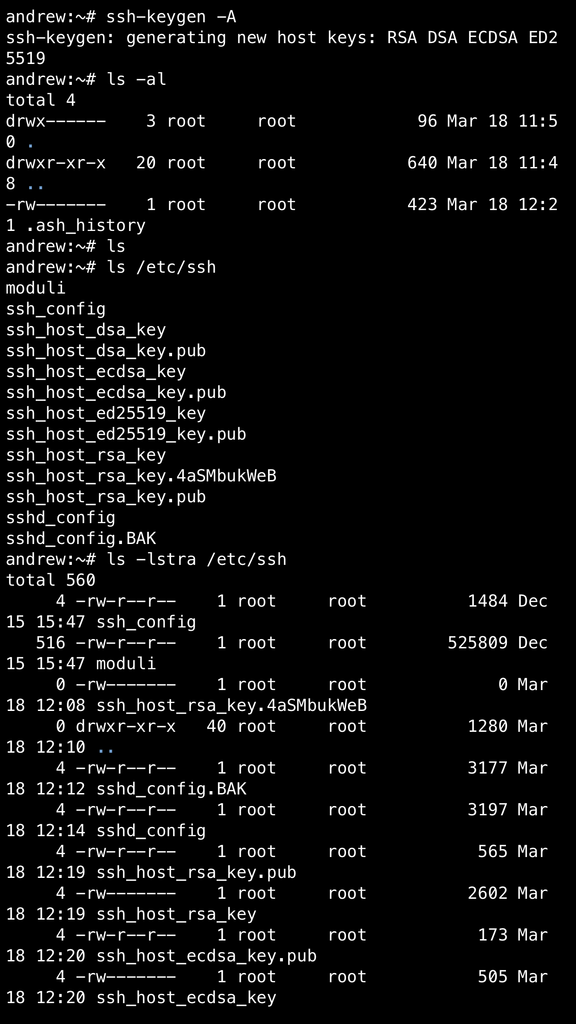 andrew:~# ssh-keygen -A
ssh-keygen: generating new host keys: RSA DSA ECDSA ED2
5519
andrew:~# ls -al
total 4
drwx------    3 root     root            96 Mar 18 11:5
0 .
drwxr-xr-x   20 root     root           640 Mar 18 11:4
8 ..
-rw-------    1 root     root           423 Mar 18 12:2
1 .ash_history
andrew:~# ls
andrew:~# ls /etc/ssh
moduli
ssh_config
ssh_host_dsa_key
ssh_host_dsa_key.pub
ssh_host_ecdsa_key
ssh_host_ecdsa_key.pub
ssh_host_ed25519_key
ssh_host_ed25519_key.pub
ssh_host_rsa_key
ssh_host_rsa_key.4aSMbukWeB
ssh_host_rsa_key.pub
sshd_config
sshd_config.BAK
andrew:~# ls -lstra /etc/ssh
total 560
     4 -rw-r--r--    1 root     root          1484 Dec
15 15:47 ssh_config
   516 -rw-r--r--    1 root     root        525809 Dec
15 15:47 moduli
     0 -rw-------    1 root     root             0 Mar
18 12:08 ssh_host_rsa_key.4aSMbukWeB
     0 drwxr-xr-x   40 root     root          1280 Mar
18 12:10 ..
     4 -rw-r--r--    1 root     root          3177 Mar
18 12:12 sshd_config.BAK
     4 -rw-r--r--    1 root     root          3197 Mar
18 12:14 sshd_config
     4 -rw-r--r--    1 root     root           565 Mar
18 12:19 ssh_host_rsa_key.pub
     4 -rw-------    1 root     root          2602 Mar
18 12:19 ssh_host_rsa_key
     4 -rw-r--r--    1 root     root           173 Mar
18 12:20 ssh_host_ecdsa_key.pub
     4 -rw-------    1 root     root           505 Mar
18 12:20 ssh_host_ecdsa_key